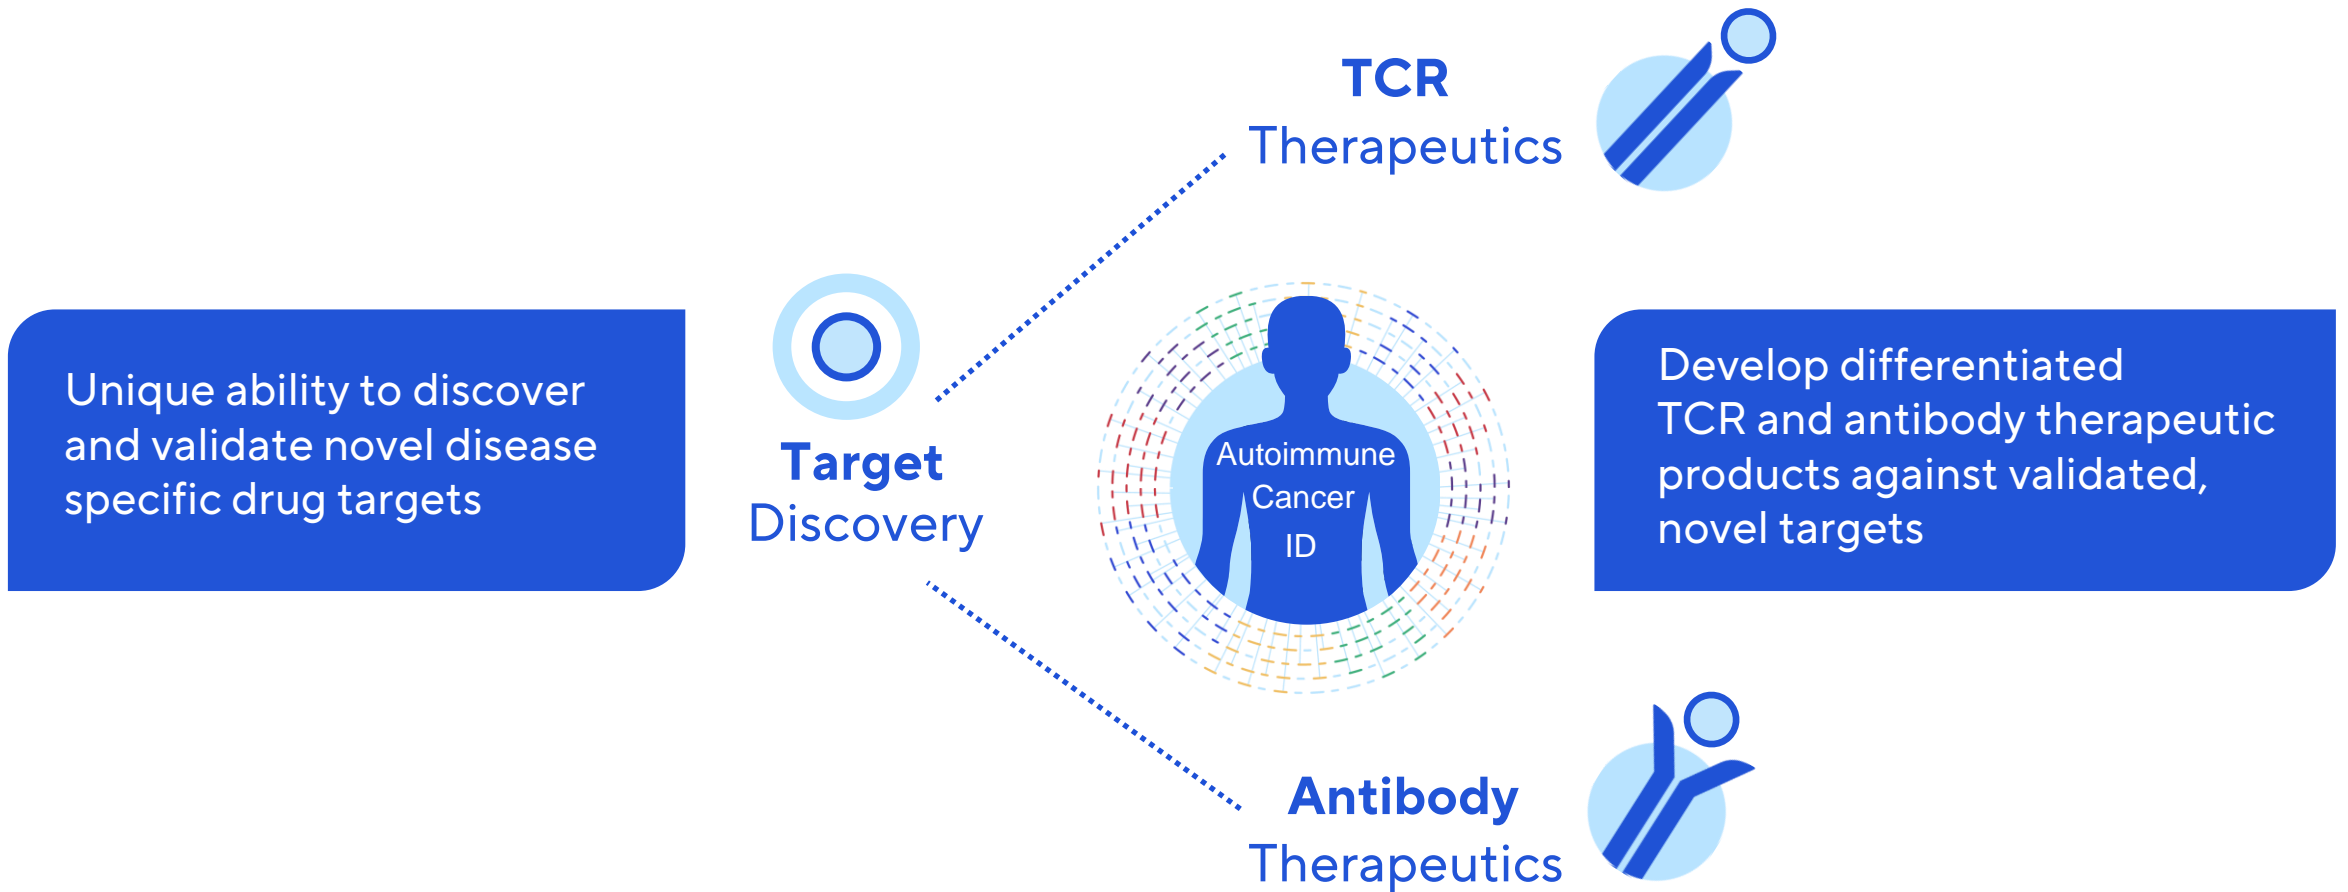 Unique ability to discover
and validate novel disease
specific drug targets
Target
Discovery
TCR
Therapeutics
Autoimmune
Cancer
ID
Antibody
Therapeutics
Develop differentiated
TCR and antibody therapeutic
products against validated,
novel targets